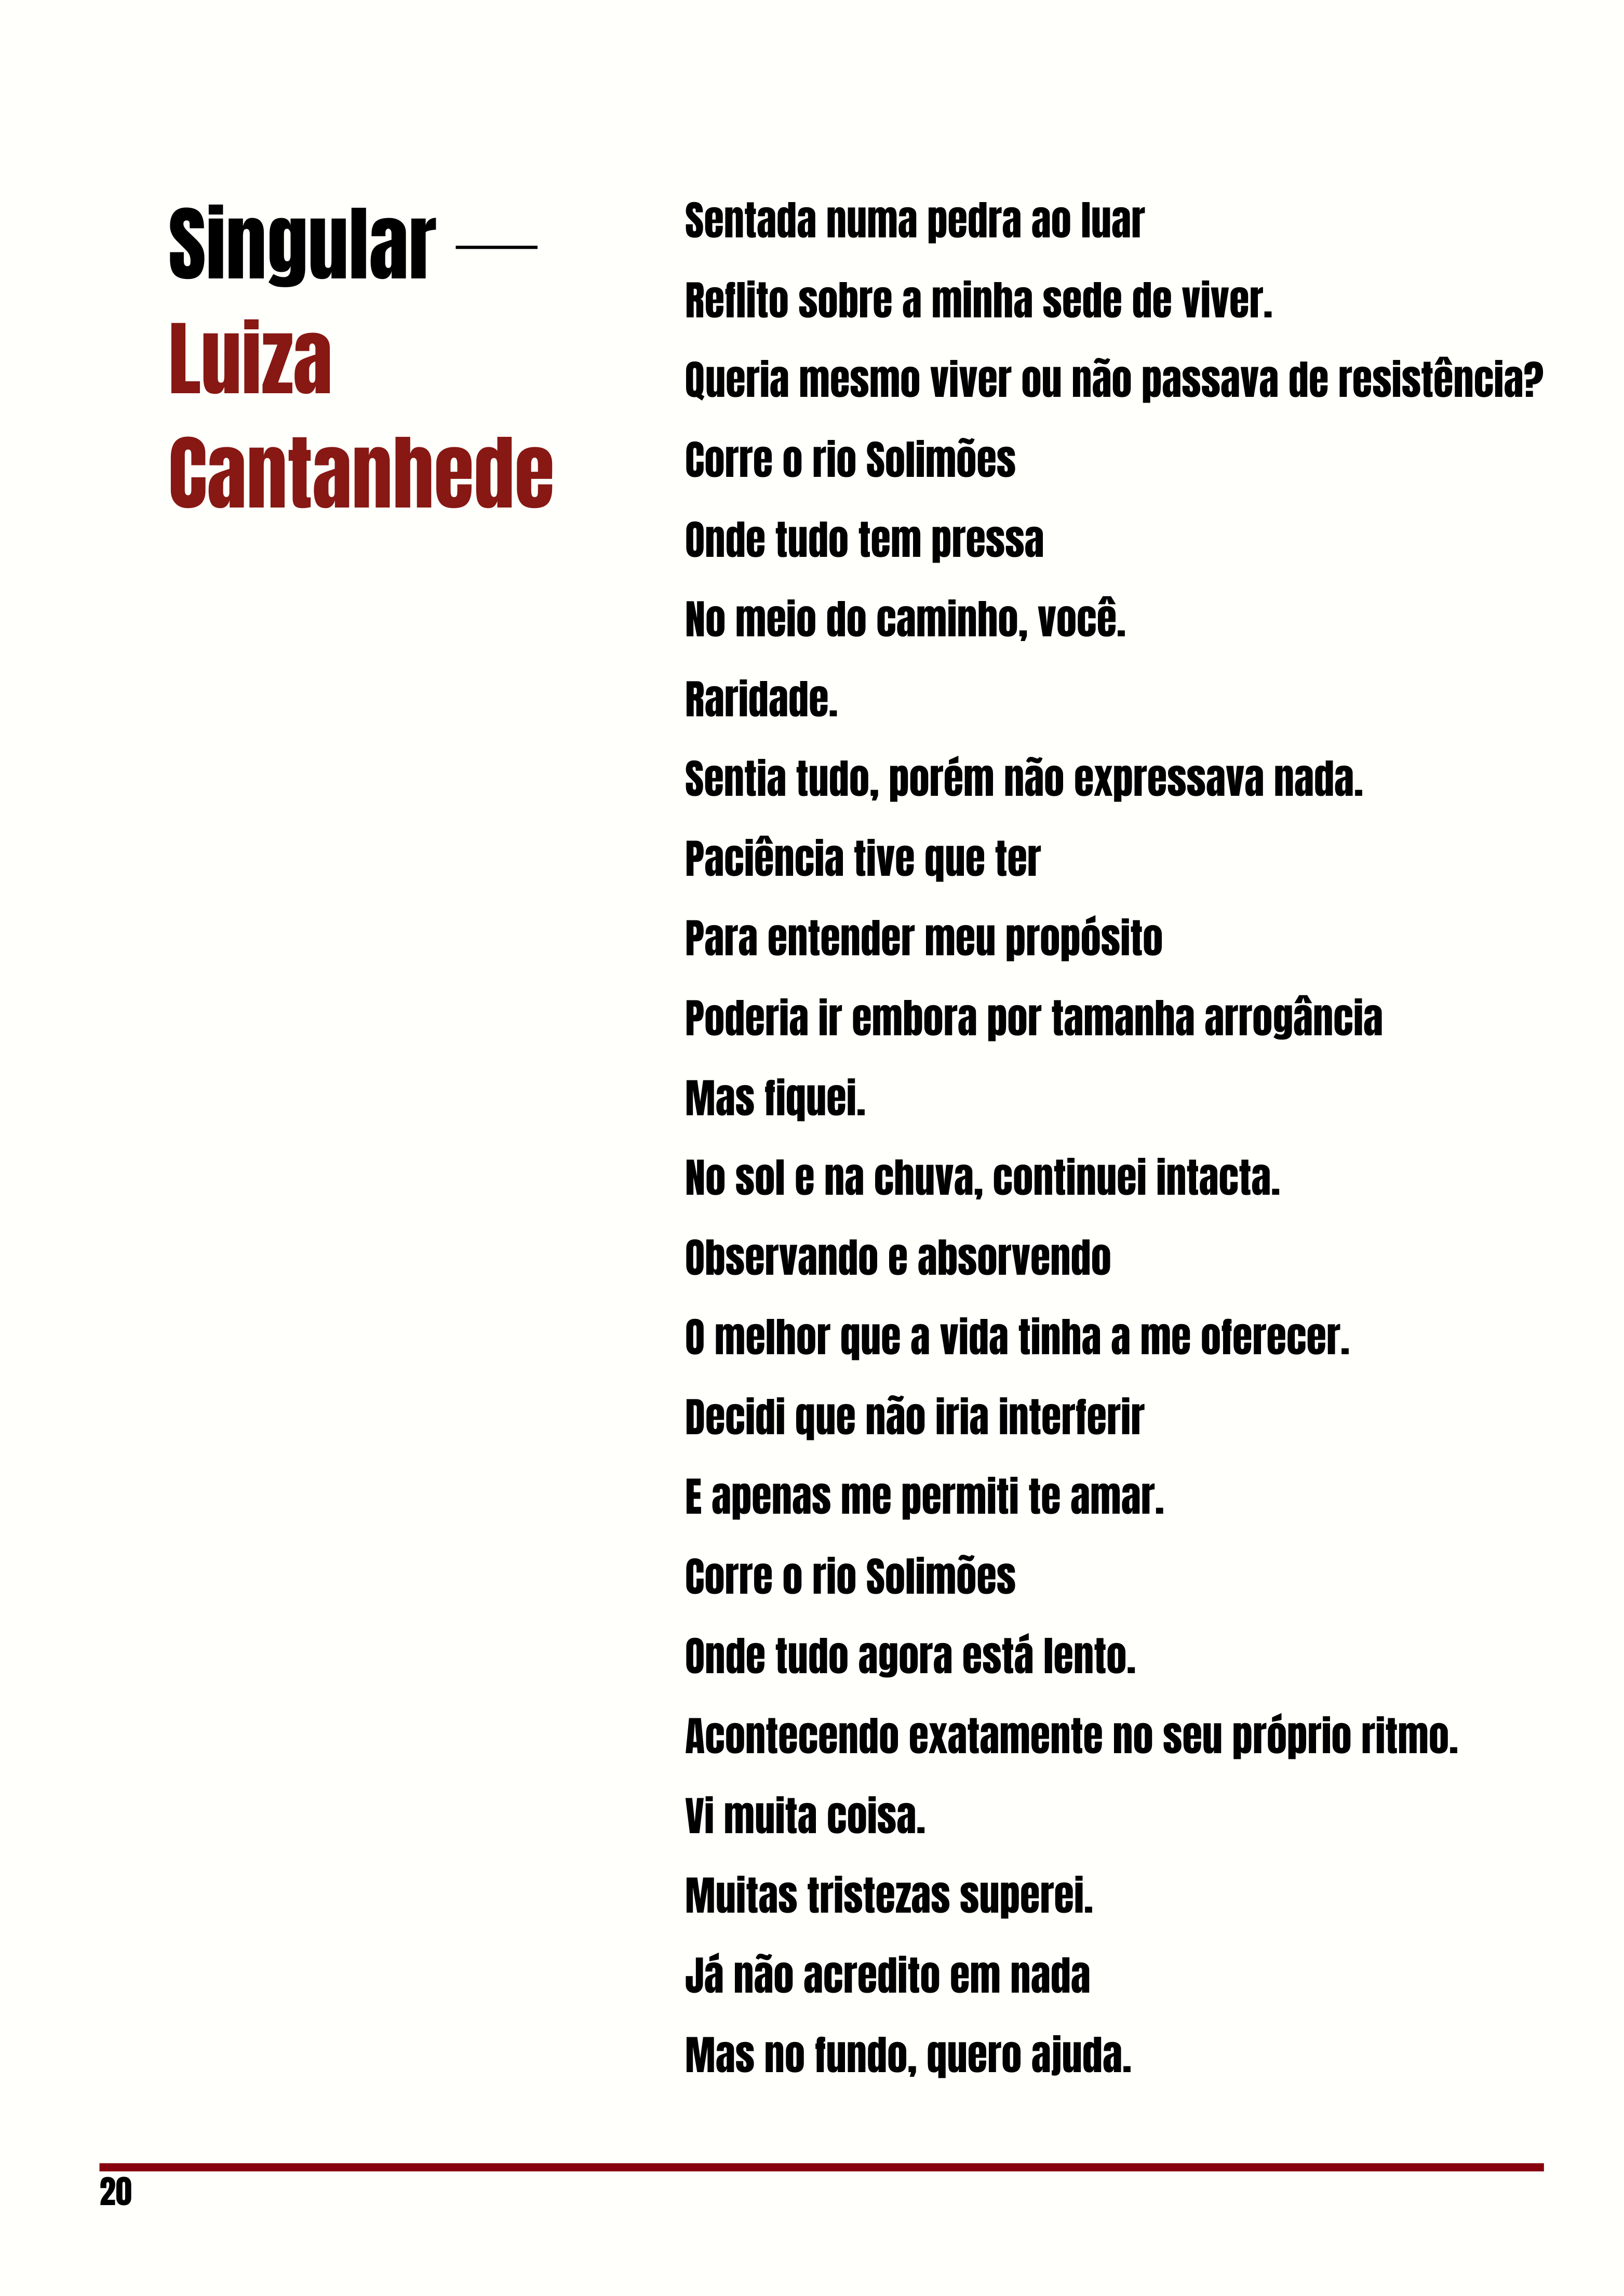 Singular —
Luiza
Cantanhede
Sentada numa pedra ao luar
Reflito sobre a minha sede de viver.
Queria mesmo viver ou não passava de resistência?
Corre o rio Solimões
Onde tudo tem pressa
No meio do caminho, você.
Raridade.
Sentia tudo, porém não expressava nada.
Paciência tive que ter
Para entender meu propósito
Poderia ir embora por tamanha arrogância
Mas fiquei.
No sol e na chuva, continuei intacta.
Observando e absorvendo
O melhor que a vida tinha a me oferecer.
Decidi que não iria interferir
E apenas me permiti te amar.
Corre o rio Solimões
Onde tudo agora está lento.
Acontecendo exatamente no seu próprio ritmo.
Vi muita coisa.
Muitas tristezas superei.
Já não acredito em nada
Mas no fundo, quero ajuda.
20